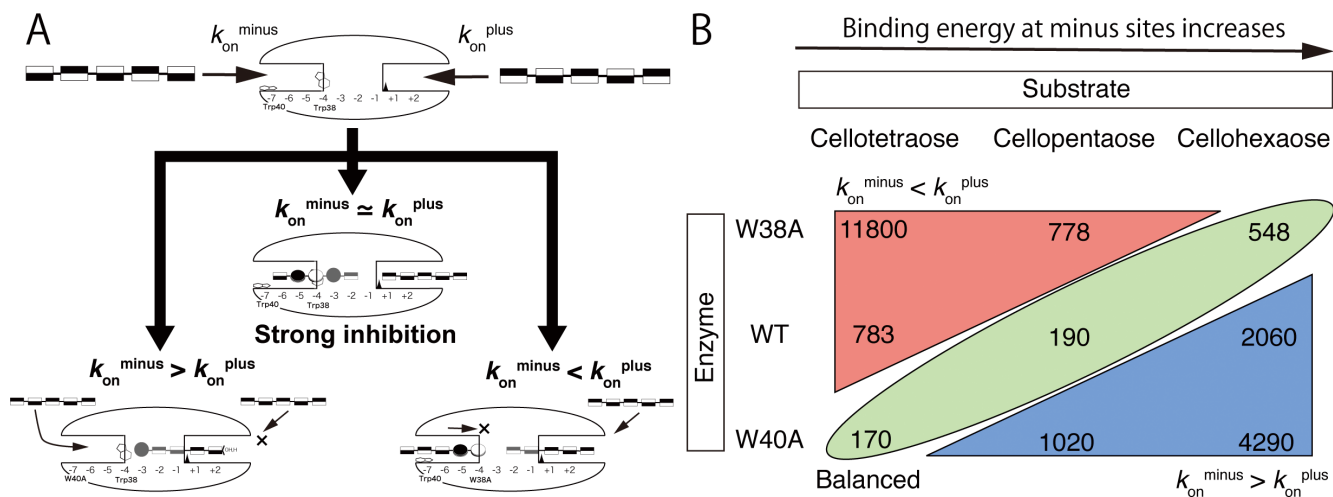 A
k_on^minus
k_on^plus
-7 -6 -5 -4 -3 -2 -1 +1 +2
Trp40 Trp38
k_on^minus ≃ k_on^plus
-7 -6 -5 -4 -3 -2 -1 +1 +2
Trp40 Trp38
Strong inhibition
k_on^minus > k_on^plus
×
-7 -6 -5 -4 -3 -2 -1 +1 +2
W40A Trp38
k_on^minus < k_on^plus
×
-7 -6 -5 -4 -3 -2 -1 +1 +2
Trp40 W38A
B
Binding energy at minus sites increases
Substrate
Cellotetraose Cellopentaose Cellohexaose
k_on^minus < k_on^plus
Enzyme
W38A 11800 778 548
WT 783 190 2060
W40A 170 1020 4290
Balanced
k_on^minus > k_on^plus